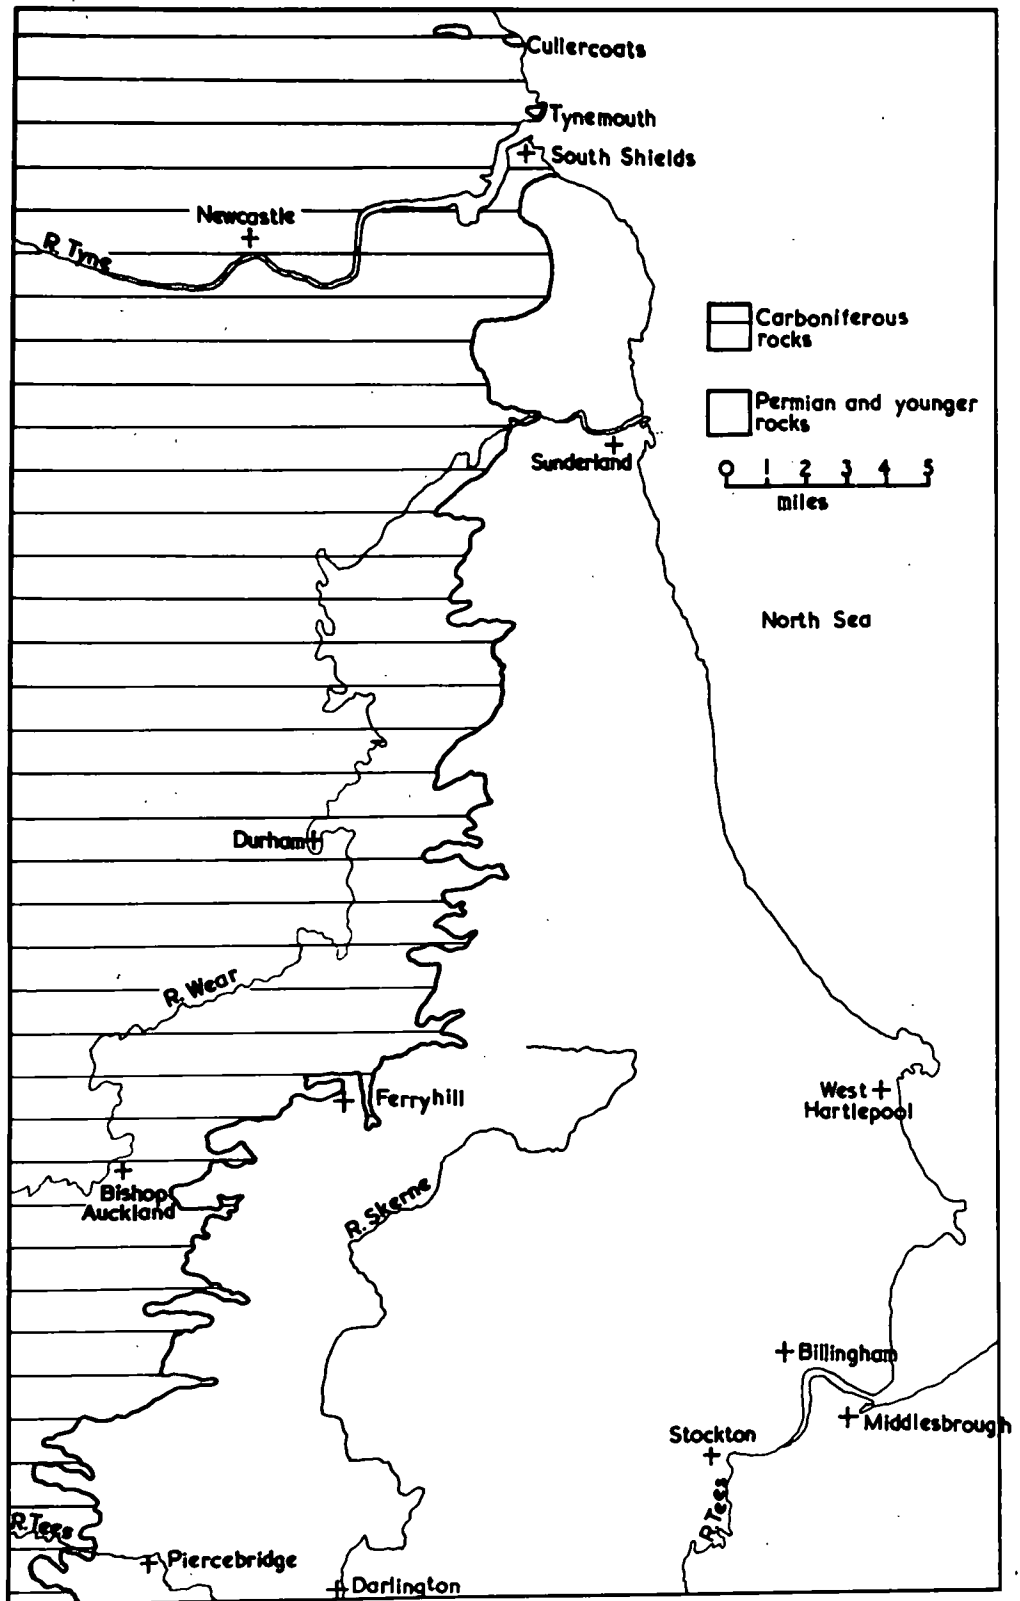 Cullercoats
Tynemouth
South Shields
Newcastle
R. Tyne
Carboniferous
rocks
Permian and younger
rocks
Sunderland
0 1 2 3 4 5
miles
North Sea
Durham
R. Wear
Ferryhill
West
Hartlepool
Bishop
Auckland
R. Skerne
Billingham
Middlesbrough
Stockton
R. Tees
R. Tees
Piercebridge
Darlington